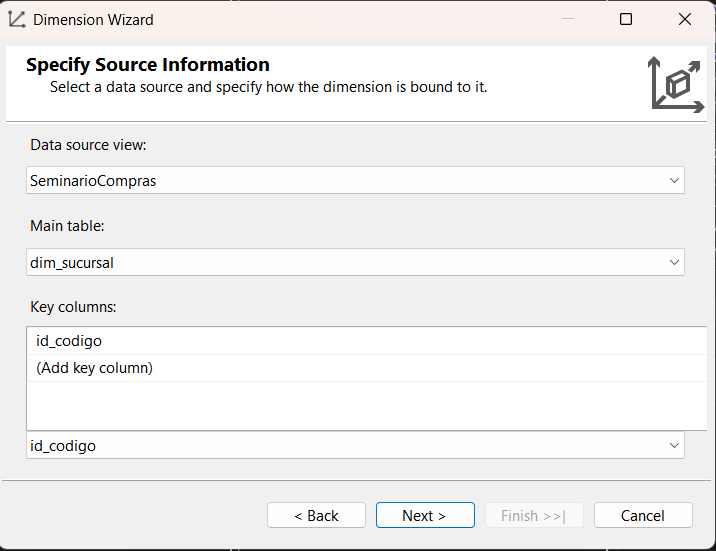 Dimension Wizard
Specify Source Information
Select a data source and specify how the dimension is bound to it.
Data source view:
SeminarioCompras
Main table:
dim_sucursal
Key columns:
id_codigo
(Add key column)
id_codigo
< Back
Next >
Finish >>|
Cancel